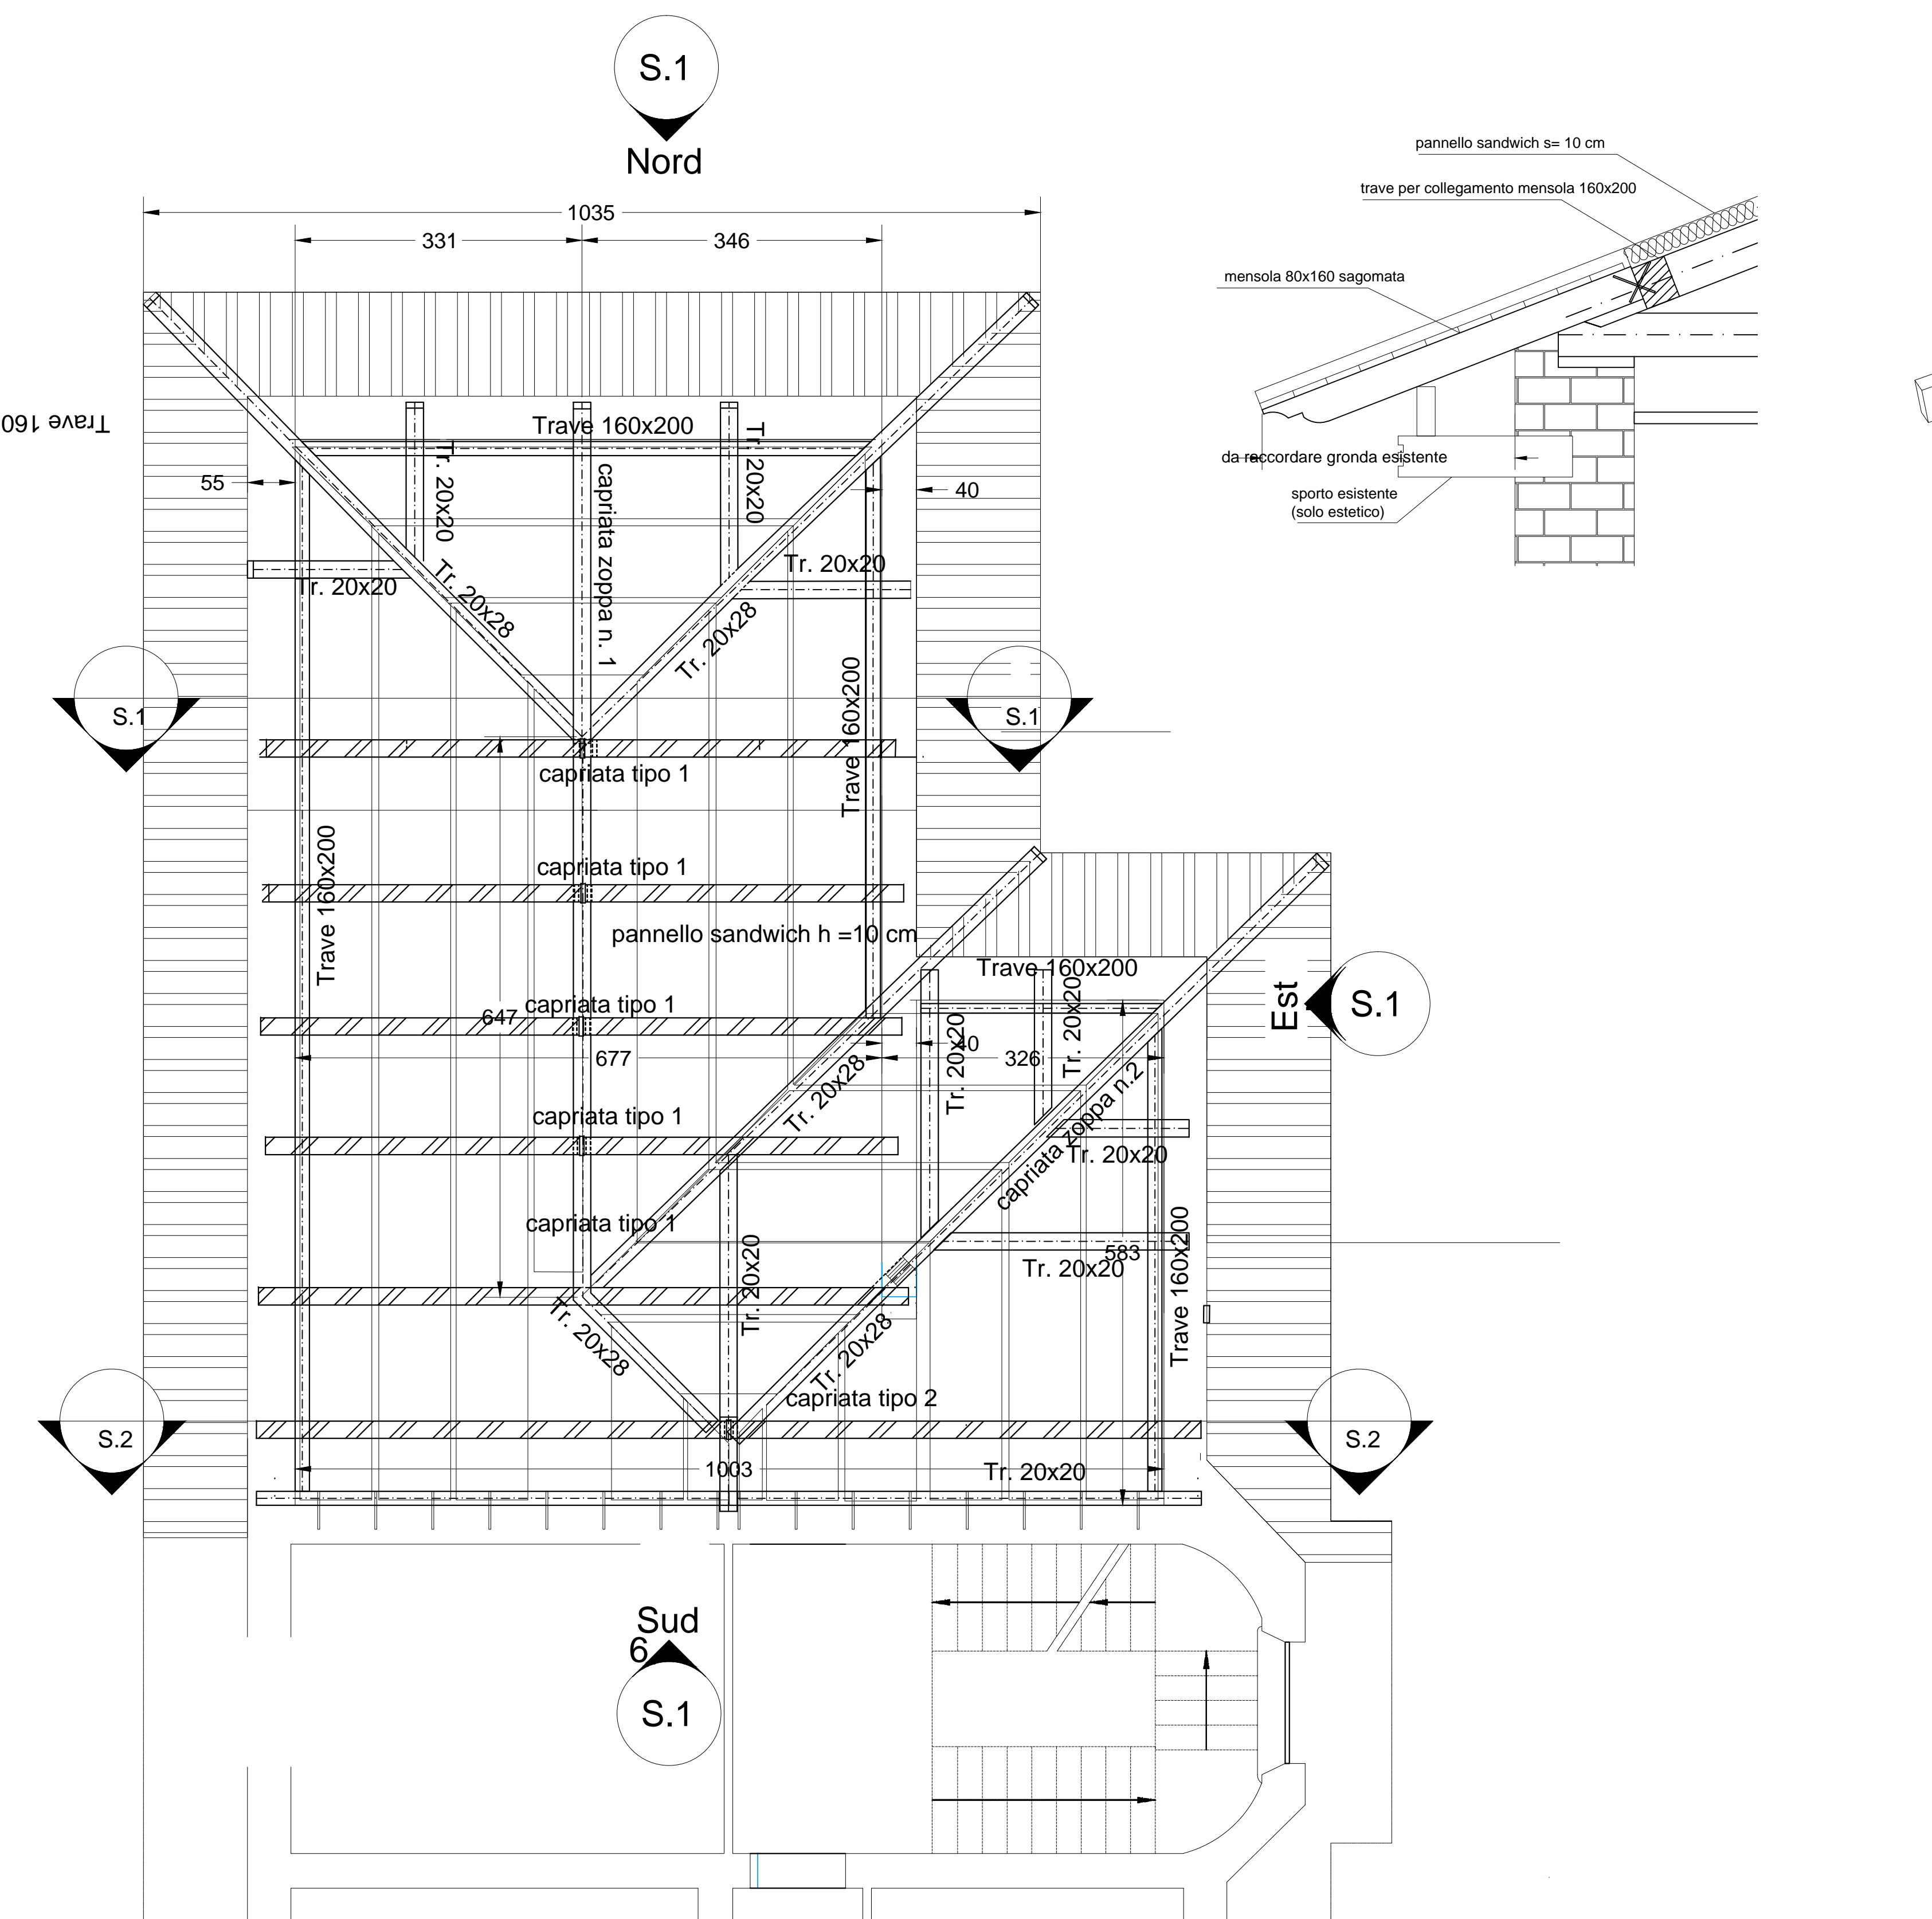 S.1
Nord
1035
331
346
pannello sandwich s= 10 cm
trave per collegamento mensola 160x200
mensola 80x160 sagomata
da raccordare gronda esistente
sporto esistente
(solo estetico)
Trave 160
Trave 160x200
55
40
Tr. 20x20
capriata zoppa n. 1
Tr. 20x20
Tr. 20x20
Tr. 20x20
Tr. 20x28
Tr. 20x28
Trave 160x200
S.1
S.1
capriata tipo 1
Trave 160x200
capriata tipo 1
pannello sandwich h =10 cm
Trave 160x200
capriata tipo 1
647
677
40
326
Tr. 20x20
Tr. 20x20
Est
S.1
Tr. 20x28
capriata zoppa n.2
capriata tipo 1
Tr. 20x20
capriata tipo 1
Tr. 20x20
583
Tr. 20x20
Trave 160x200
Tr. 20x28
Tr. 20x28
capriata tipo 2
S.2
S.2
1003
Tr. 20x20
Sud
6
S.1